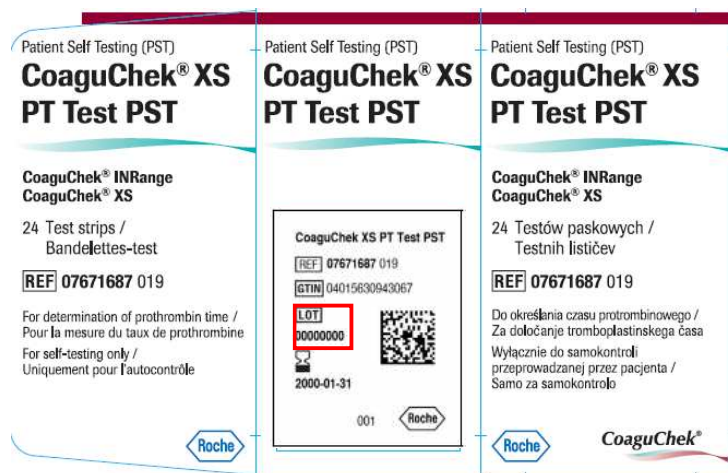 Patient Self Testing (PST)
CoaguChek® XS
PT Test PST
CoaguChek® INRange
CoaguChek® XS
24 Test strips /
Bandelettes-test
REF 07671687 019
For determination of prothrombin time /
Pour la mesure du taux de prothrombine
For self-testing only /
Uniquement pour l'autocontrôle
Roche
Patient Self Testing (PST)
CoaguChek® XS
PT Test PST
CoaguChek XS PT Test PST
REF 07671687 019
GTIN 04015630943067
LOT
00000000
2000-01-31
001 Roche
Patient Self Testing (PST)
CoaguChek® XS
PT Test PST
CoaguChek® INRange
CoaguChek® XS
24 Testów paskowych /
Testnih lističev
REF 07671687 019
Do określania czasu protrombinowego /
Za določanje tromboplastinskega časa
Wyłącznie do samokontroli
przeprowadzanej przez pacjenta /
Samo za samokontrolo
Roche CoaguChek®